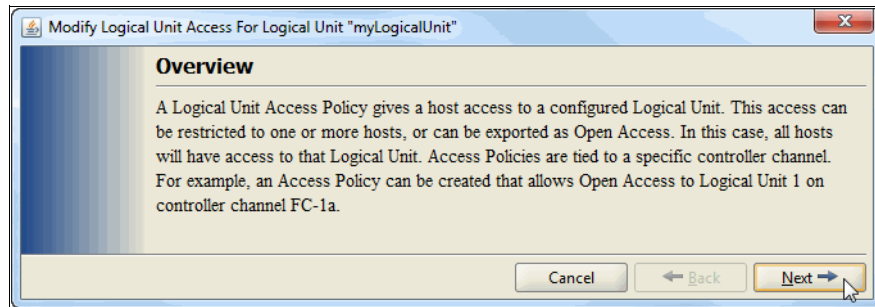 Modify Logical Unit Access For Logical Unit "myLogicalUnit"
Overview
A Logical Unit Access Policy gives a host access to a configured Logical Unit. This access can
be restricted to one or more hosts, or can be exported as Open Access. In this case, all hosts
will have access to that Logical Unit. Access Policies are tied to a specific controller channel.
For example, an Access Policy can be created that allows Open Access to Logical Unit 1 on
controller channel FC-1a.
Cancel
Back
Next